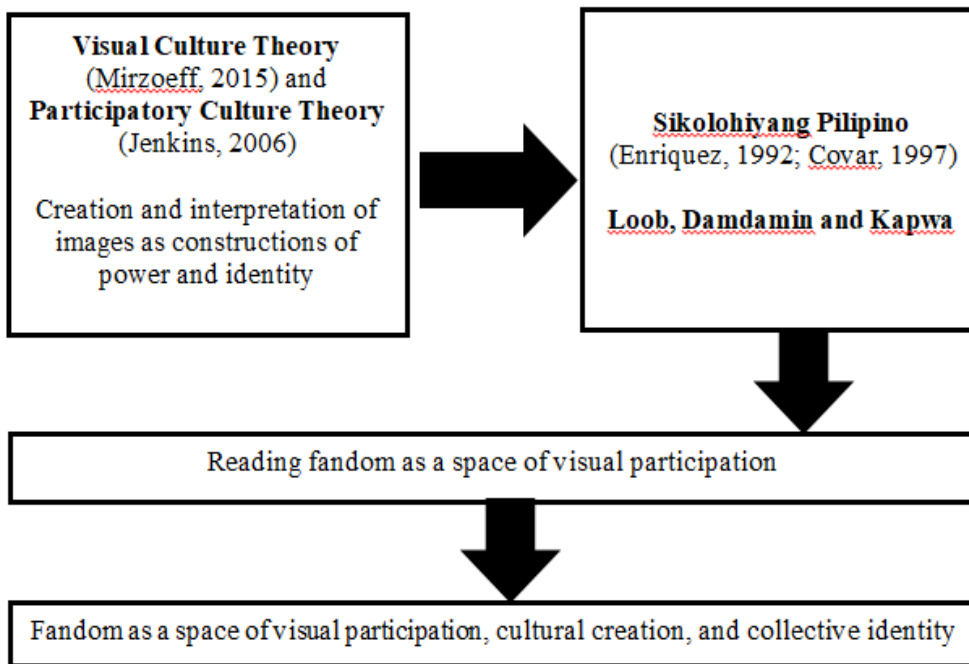 Visual Culture Theory
(Mirzoeff, 2015) and
Participatory Culture Theory
(Jenkins, 2006)
Creation and interpretation of
images as constructions of
power and identity
Sikolohiyang Pilipino
(Enriquez, 1992; Covar, 1997)
Loob, Damdamin and Kapwa
Reading fandom as a space of visual participation
Fandom as a space of visual participation, cultural creation, and collective identity